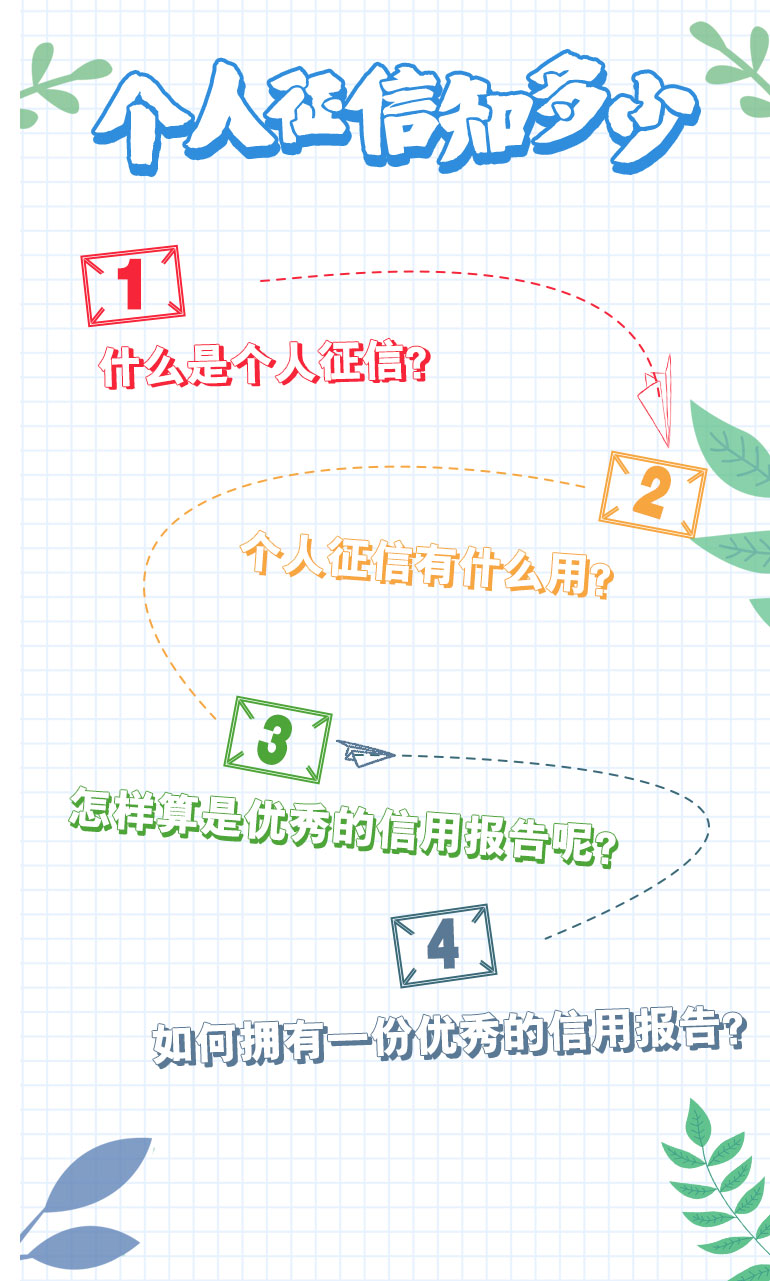 个人征信知多少
1
什么是个人征信?
2
个人征信有什么用?
3
怎样算是优秀的信用报告呢?
4
如何拥有一份优秀的信用报告?